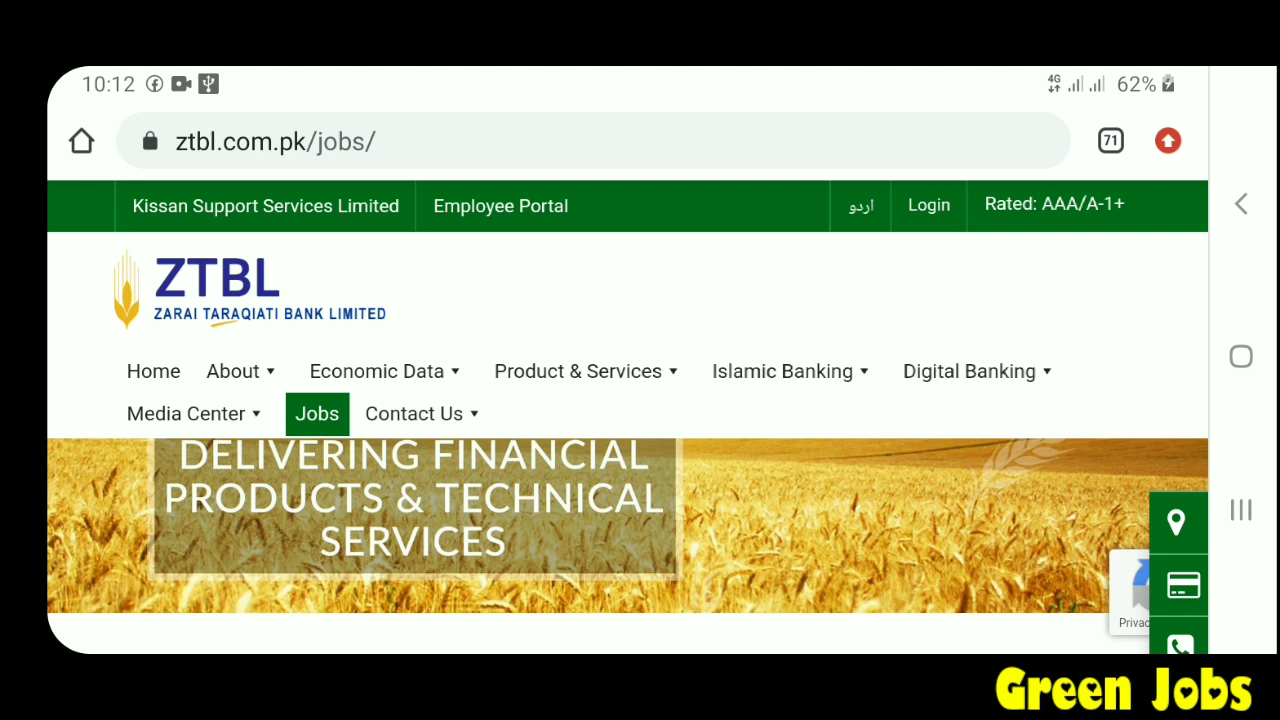 10:12 4G 62%
ztbl.com.pk/jobs/ 71
Kissan Support Services Limited Employee Portal اردو Login Rated: AAA/A-1+
ZTBL
ZARAI TARAQIATI BANK LIMITED
Home About Economic Data Product & Services Islamic Banking Digital Banking
Media Center Jobs Contact Us
DELIVERING FINANCIAL
PRODUCTS & TECHNICAL
SERVICES
Privac
Green Jobs